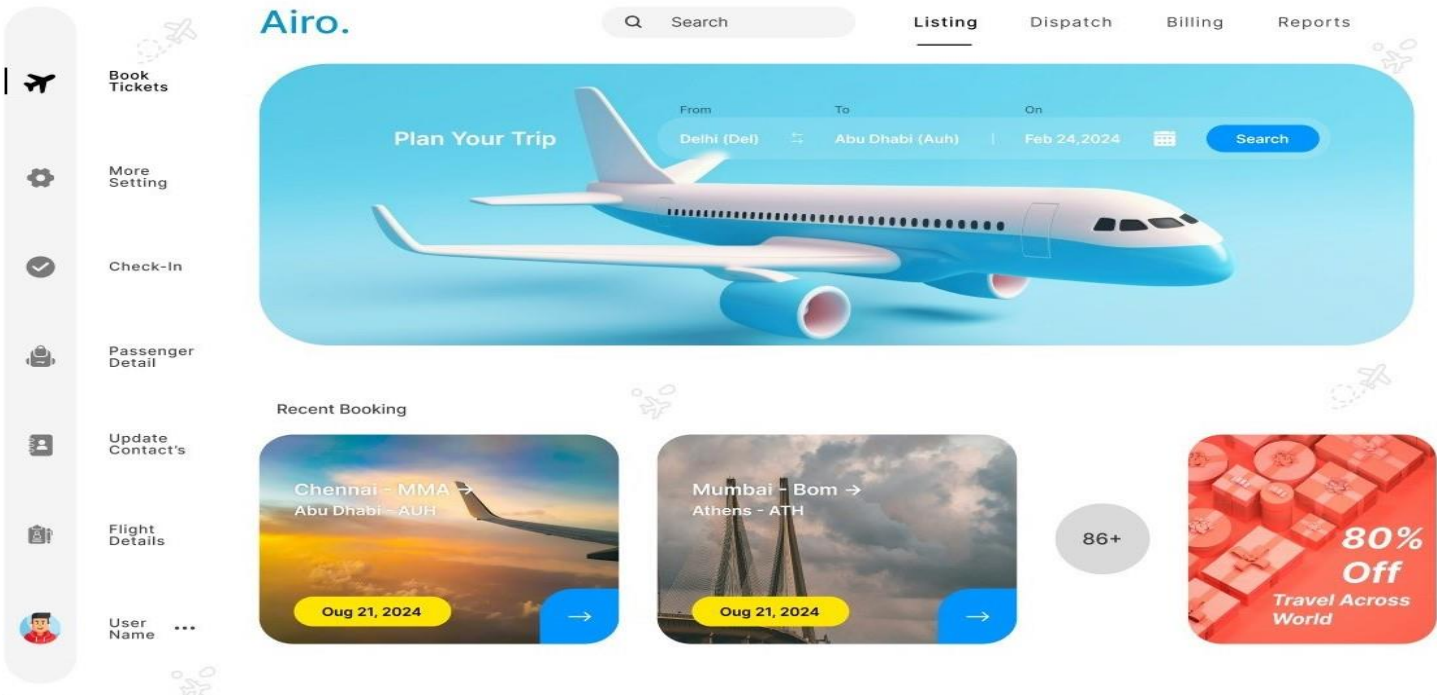 Airo.
Search
Listing
Dispatch
Billing
Reports
Book
Tickets
More
Setting
Check-In
Passenger
Detail
Update
Contact's
Flight
Details
User
Name
Plan Your Trip
From
To
On
Delhi (Del)
Abu Dhabi (Auh)
Feb 24,2024
Search
Recent Booking
Chennai - MMA →
Abu Dhabi - AUH
Oug 21, 2024
Mumbai - Bom →
Athens - ATH
Oug 21, 2024
86+
80%
Off
Travel Across
World